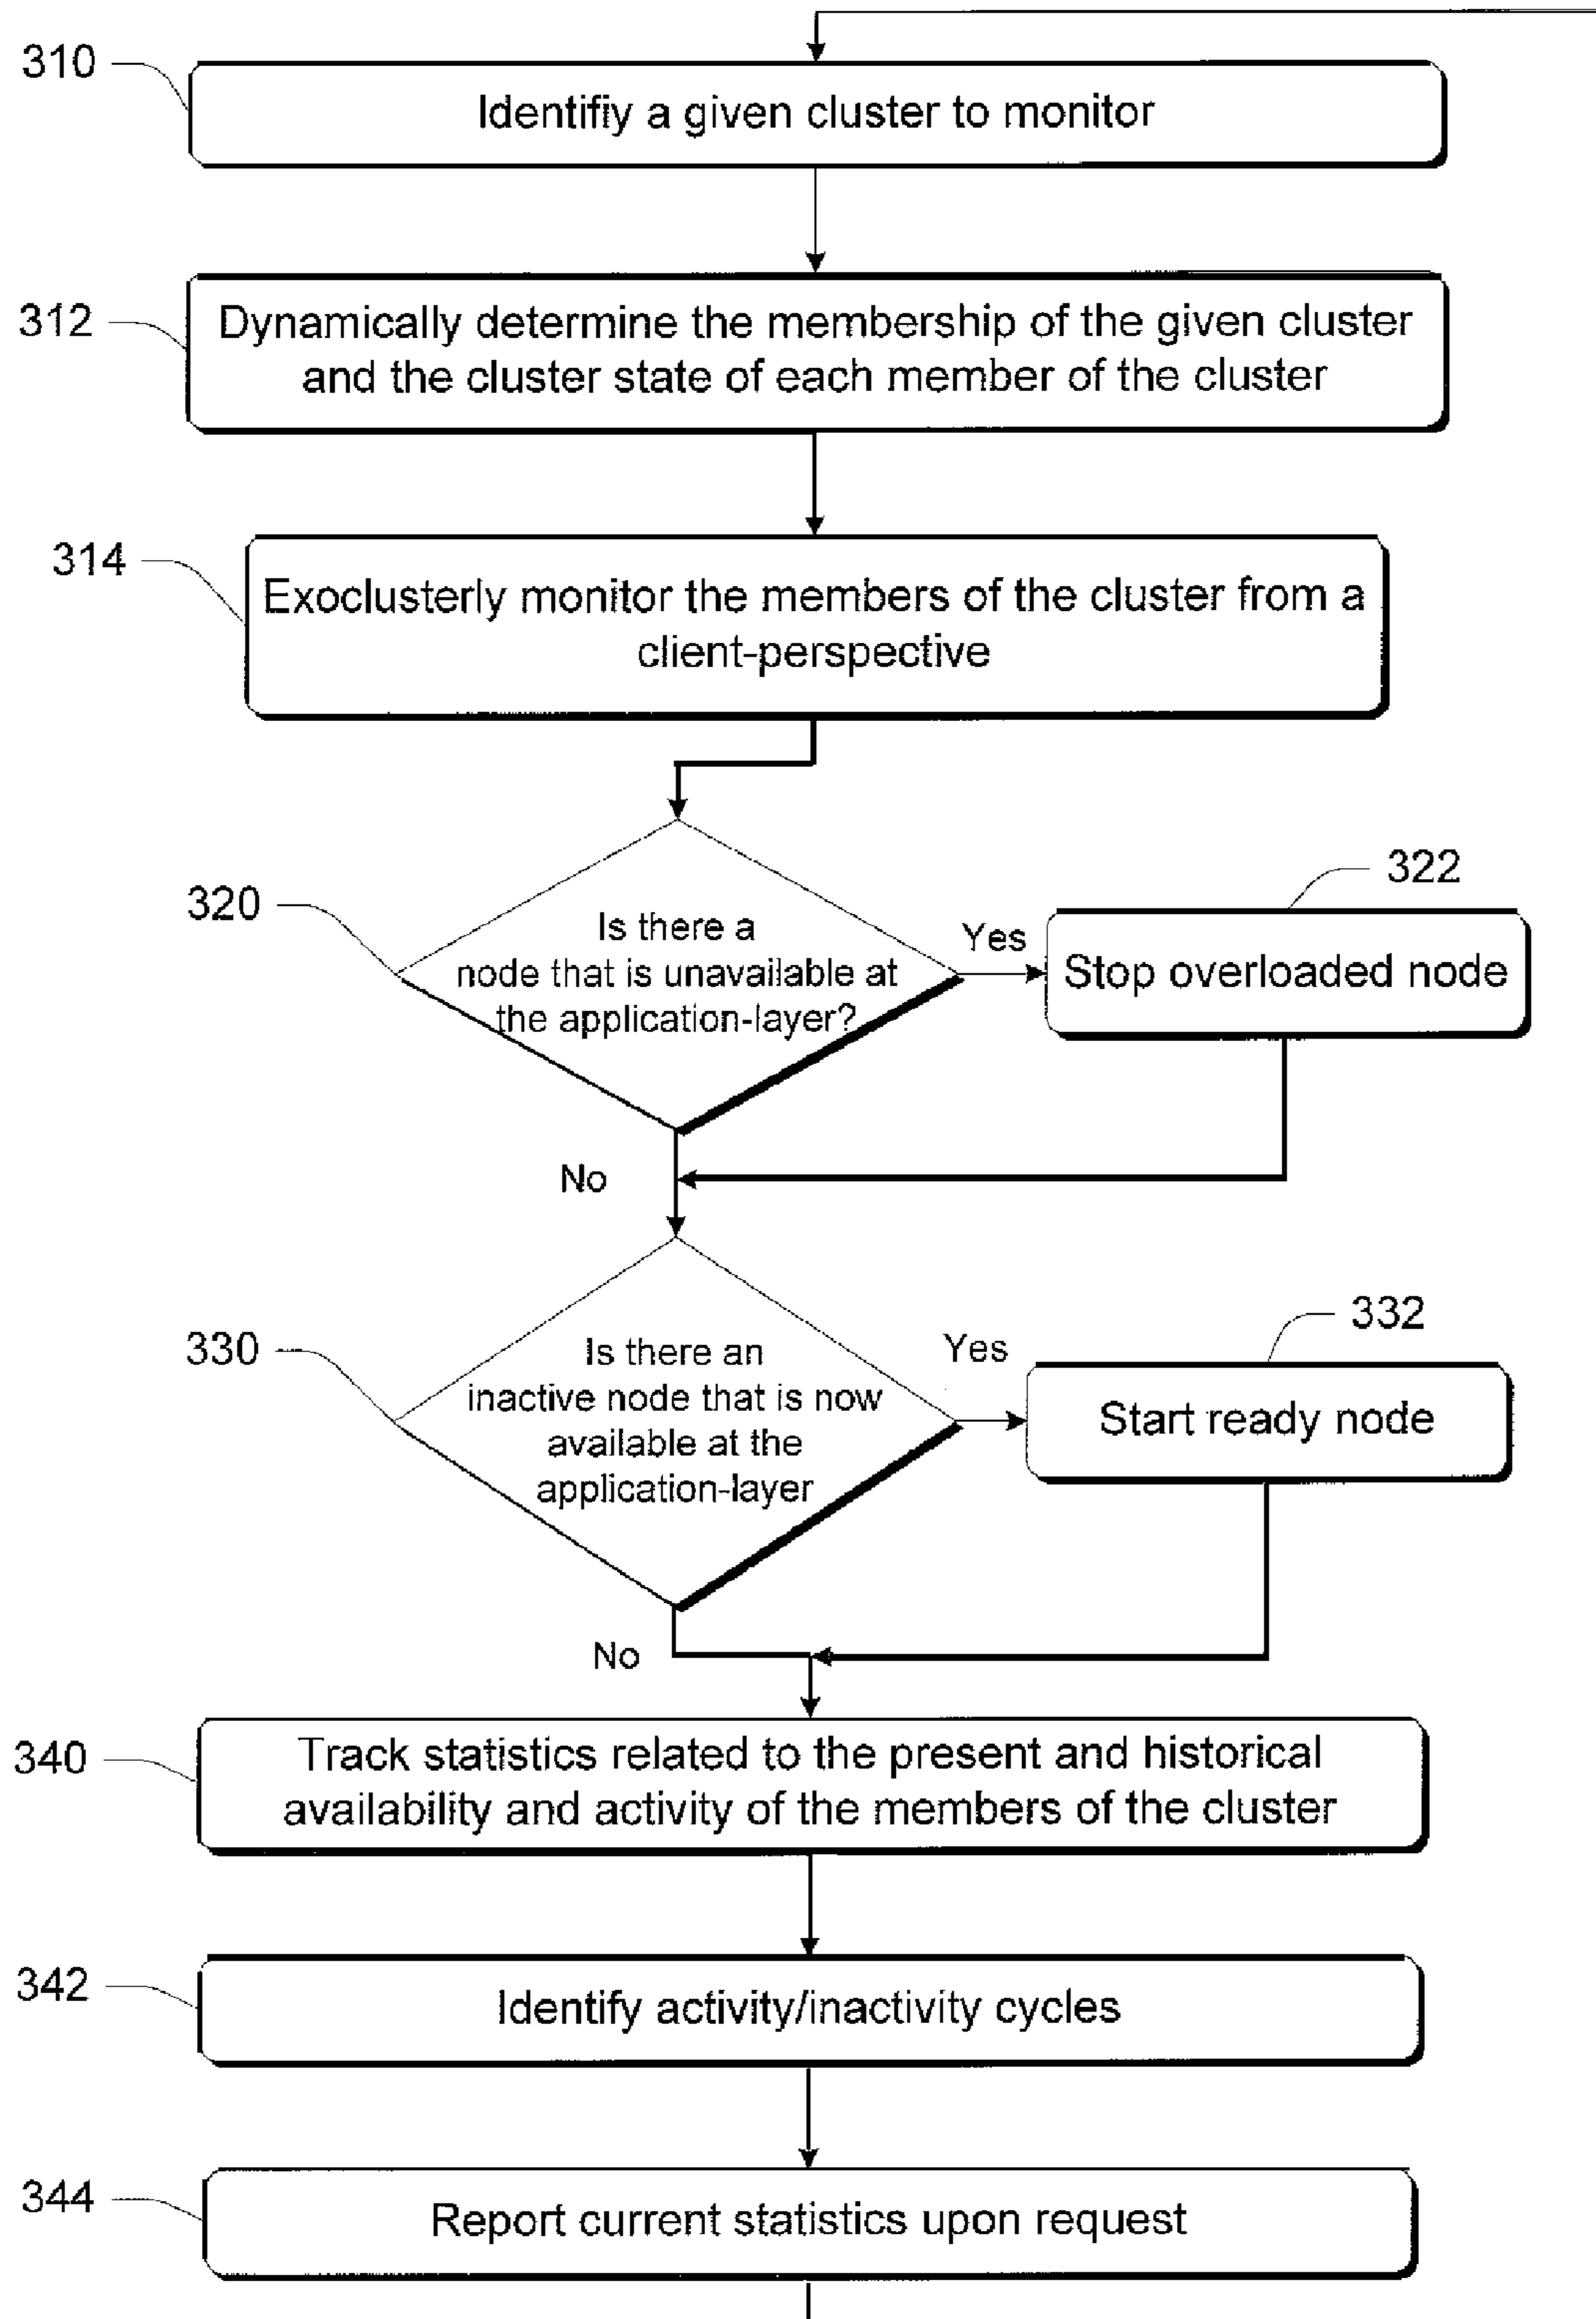 310
Identifiy a given cluster to monitor
312
Dynamically determine the membership of the given cluster
and the cluster state of each member of the cluster
314
Exoclusterly monitor the members of the cluster from a
client-perspective
320
Is there a
node that is unavailable at
the application-layer?
Yes
322
Stop overloaded node
No
330
Is there an
inactive node that is now
available at the
application-layer
Yes
332
Start ready node
No
340
Track statistics related to the present and historical
availability and activity of the members of the cluster
342
Identify activity/inactivity cycles
344
Report current statistics upon request